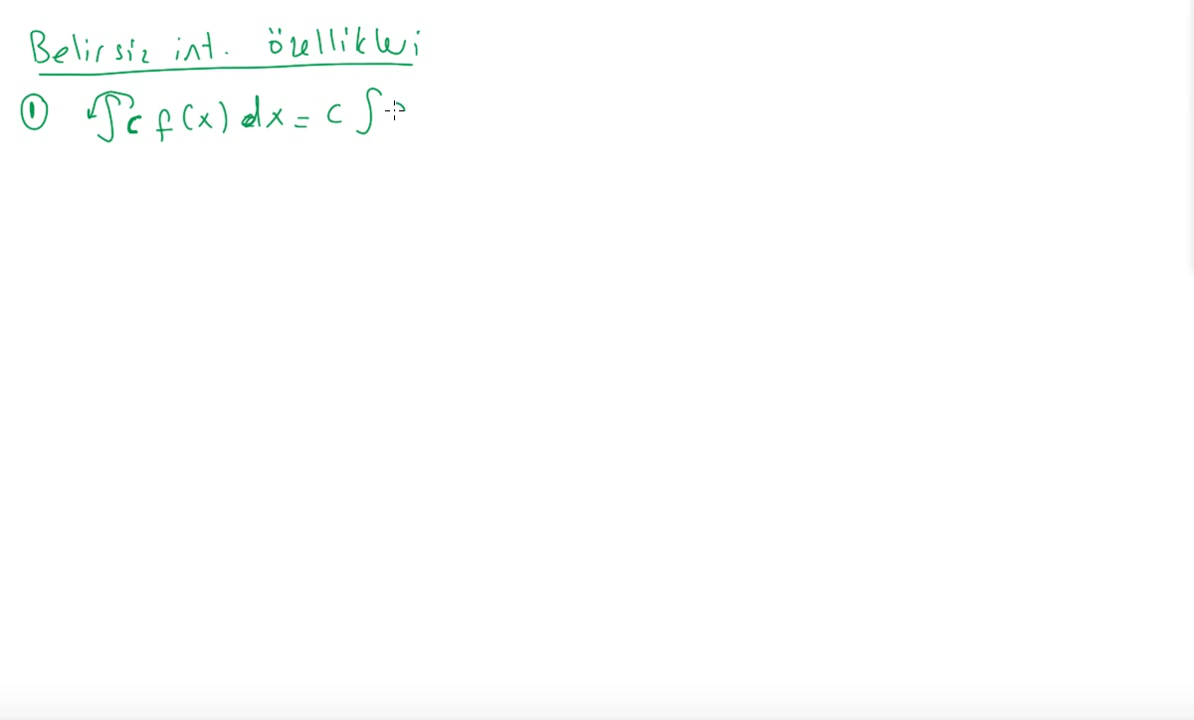 Belirsiz int. özellikleri
① ∫c f(x) dx = c ∫